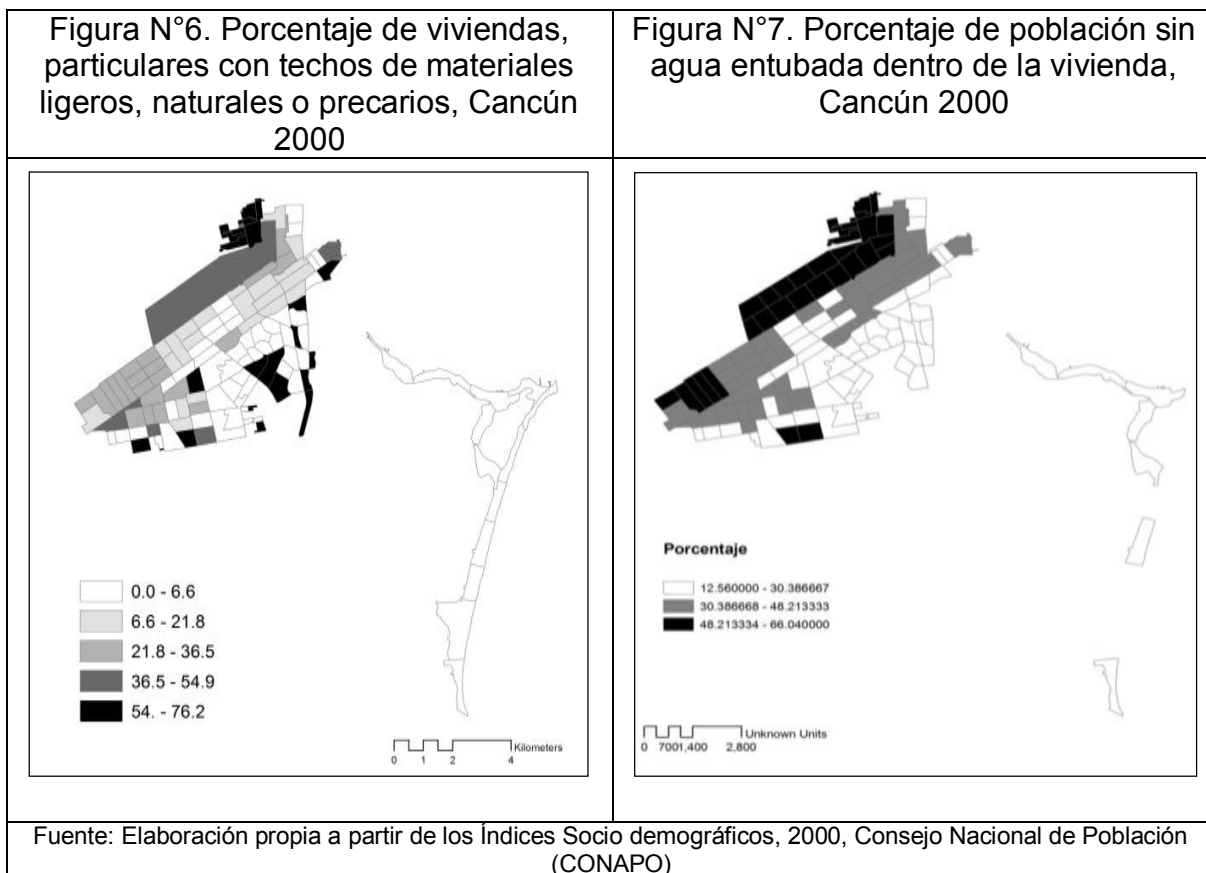 Figura N°6. Porcentaje de viviendas,
particulares con techos de materiales
ligeros, naturales o precarios, Cancún
2000
Figura N°7. Porcentaje de población sin
agua entubada dentro de la vivienda,
Cancún 2000
0.0 - 6.6
6.6 - 21.8
21.8 - 36.5
36.5 - 54.9
54. - 76.2
Kilometers
0 1 2 4
Porcentaje
12.560000 - 30.386667
30.386668 - 48.213333
48.213334 - 66.040000
Unknown Units
0 7001,400 2,800
Fuente: Elaboración propia a partir de los Índices Socio demográficos, 2000, Consejo Nacional de Población
(CONAPO)